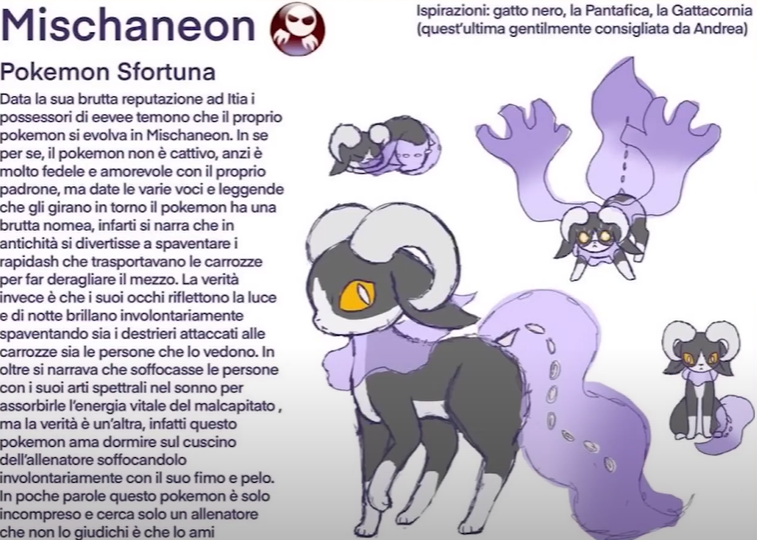 Mischaneon
Ispirazioni: gatto nero, la Pantafica, la Gattacornia
(quest'ultima gentilmente consigliata da Andrea)
Pokemon Sfortuna
Data la sua brutta reputazione ad Itia i
possessori di eevee temono che il proprio
pokemon si evolva in Mischaneon. In se
per se, il pokemon non è cattivo, anzi è
molto fedele e amorevole con il proprio
padrone, ma date le varie voci e leggende
che gli girano in torno il pokemon ha una
brutta nomea, infarti si narra che in
antichità si divertisse a spaventare i
rapidash che trasportavano le carrozze
per far deragliare il mezzo. La verità
invece è che i suoi occhi riflettono la luce
e di notte brillano involontariamente
spaventando sia i destrieri attaccati alle
carrozze sia le persone che lo vedono. In
oltre si narrava che soffocasse le persone
con i suoi arti spettrali nel sonno per
assorbirle l'energia vitale del malcapitato ,
ma la verità è un'altra, infatti questo
pokemon ama dormire sul cuscino
dell'allenatore soffocandolo
involontariamente con il suo fimo e pelo.
In poche parole questo pokemon è solo
incompreso e cerca solo un allenatore
che non lo giudichi è che lo ami